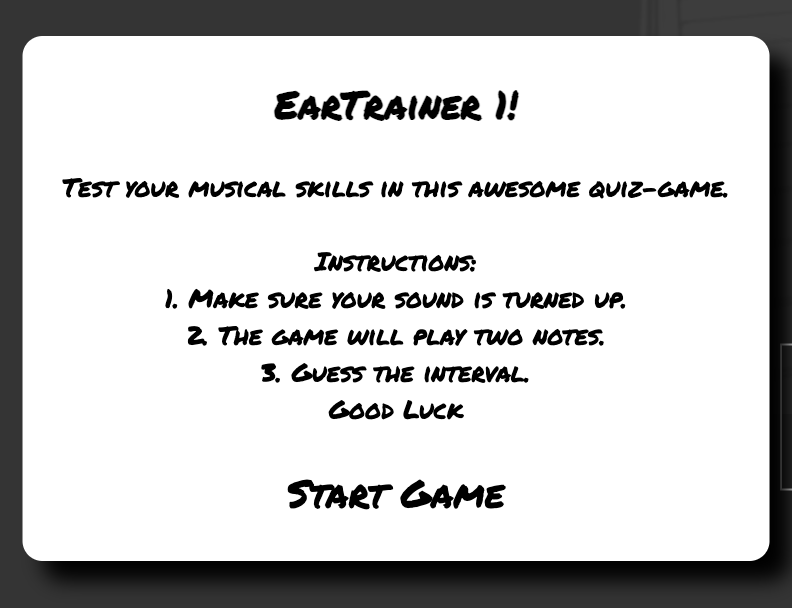 EarTrainer 1!
Test your musical skills in this awesome quiz-game.
Instructions:
1. Make sure your sound is turned up.
2. The game will play two notes.
3. Guess the interval.
Good Luck
Start Game